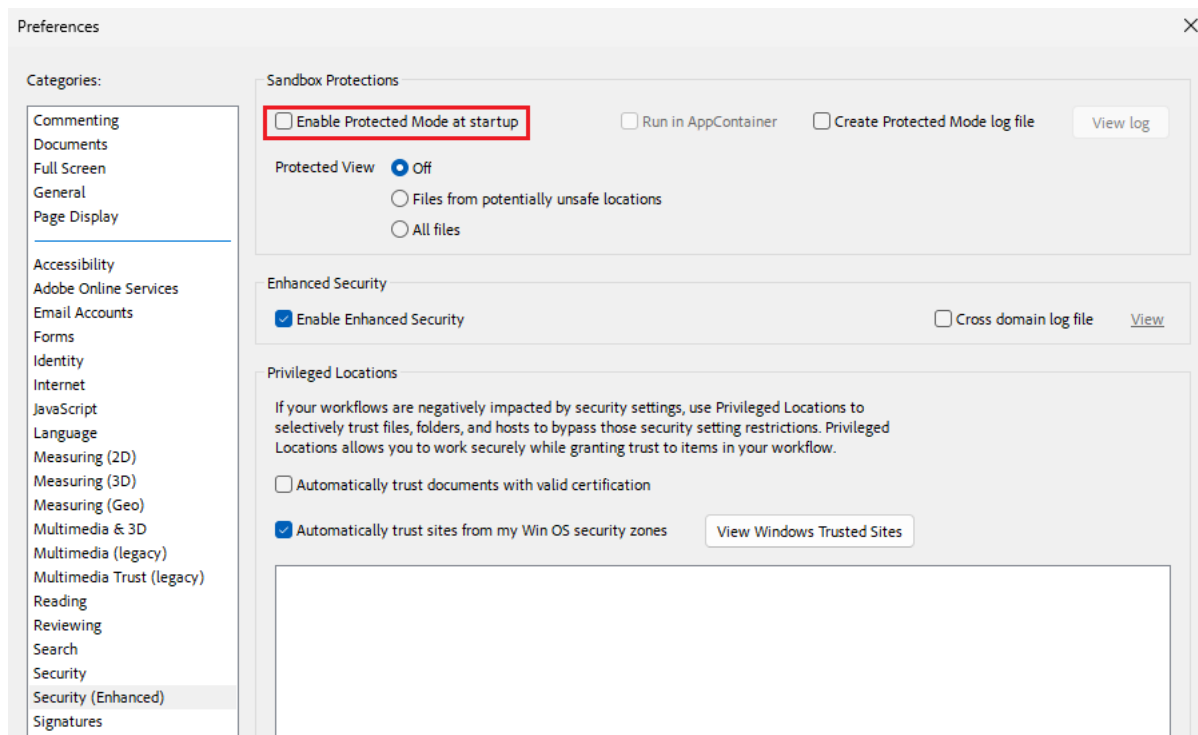 Preferences
Categories:
Commenting
Documents
Full Screen
General
Page Display
Accessibility
Adobe Online Services
Email Accounts
Forms
Identity
Internet
JavaScript
Language
Measuring (2D)
Measuring (3D)
Measuring (Geo)
Multimedia & 3D
Multimedia (legacy)
Multimedia Trust (legacy)
Reading
Reviewing
Search
Security
Security (Enhanced)
Signatures
Sandbox Protections
Enable Protected Mode at startup
Run in AppContainer
Create Protected Mode log file
View log
Protected View
Off
Files from potentially unsafe locations
All files
Enhanced Security
Enable Enhanced Security
Cross domain log file
View
Privileged Locations
If your workflows are negatively impacted by security settings, use Privileged Locations to
selectively trust files, folders, and hosts to bypass those security setting restrictions. Privileged
Locations allows you to work securely while granting trust to items in your workflow.
Automatically trust documents with valid certification
Automatically trust sites from my Win OS security zones
View Windows Trusted Sites